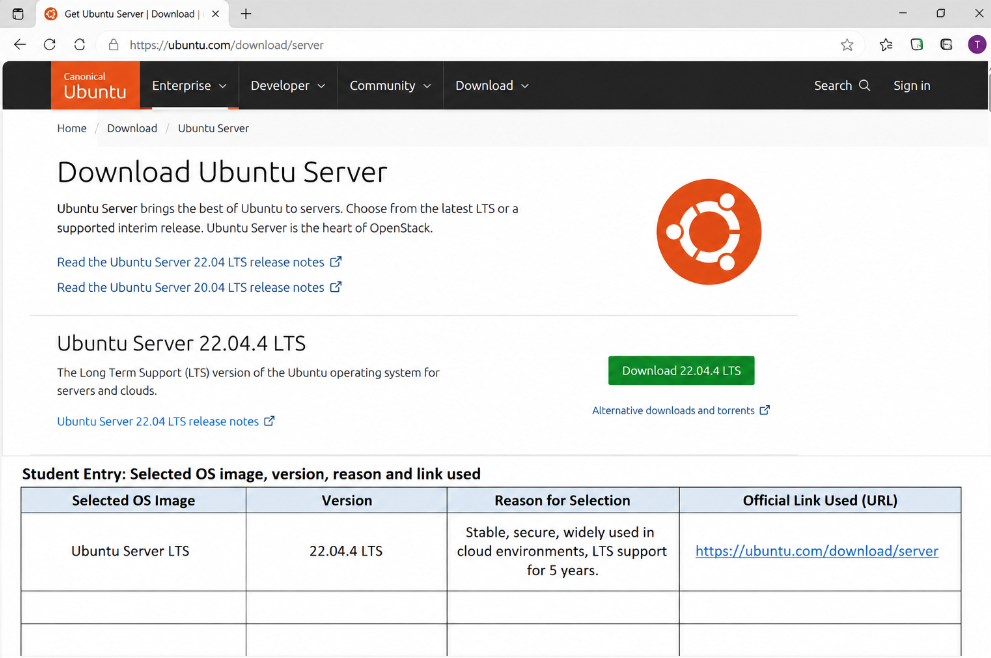 Get Ubuntu Server | Download |
https://ubuntu.com/download/server
T
Canonical
Ubuntu
Enterprise
Developer
Community
Download
Search
Sign in
Home / Download / Ubuntu Server
Download Ubuntu Server
Ubuntu Server brings the best of Ubuntu to servers. Choose from the latest LTS or a
supported interim release. Ubuntu Server is the heart of OpenStack.
Read the Ubuntu Server 22.04 LTS release notes
Read the Ubuntu Server 20.04 LTS release notes
Ubuntu Server 22.04.4 LTS
The Long Term Support (LTS) version of the Ubuntu operating system for
servers and clouds.
Ubuntu Server 22.04 LTS release notes
Download 22.04.4 LTS
Alternative downloads and torrents
Student Entry: Selected OS image, version, reason and link used
Selected OS Image
Version
Reason for Selection
Official Link Used (URL)
Ubuntu Server LTS
22.04.4 LTS
Stable, secure, widely used in
cloud environments, LTS support
for 5 years.
https://ubuntu.com/download/server